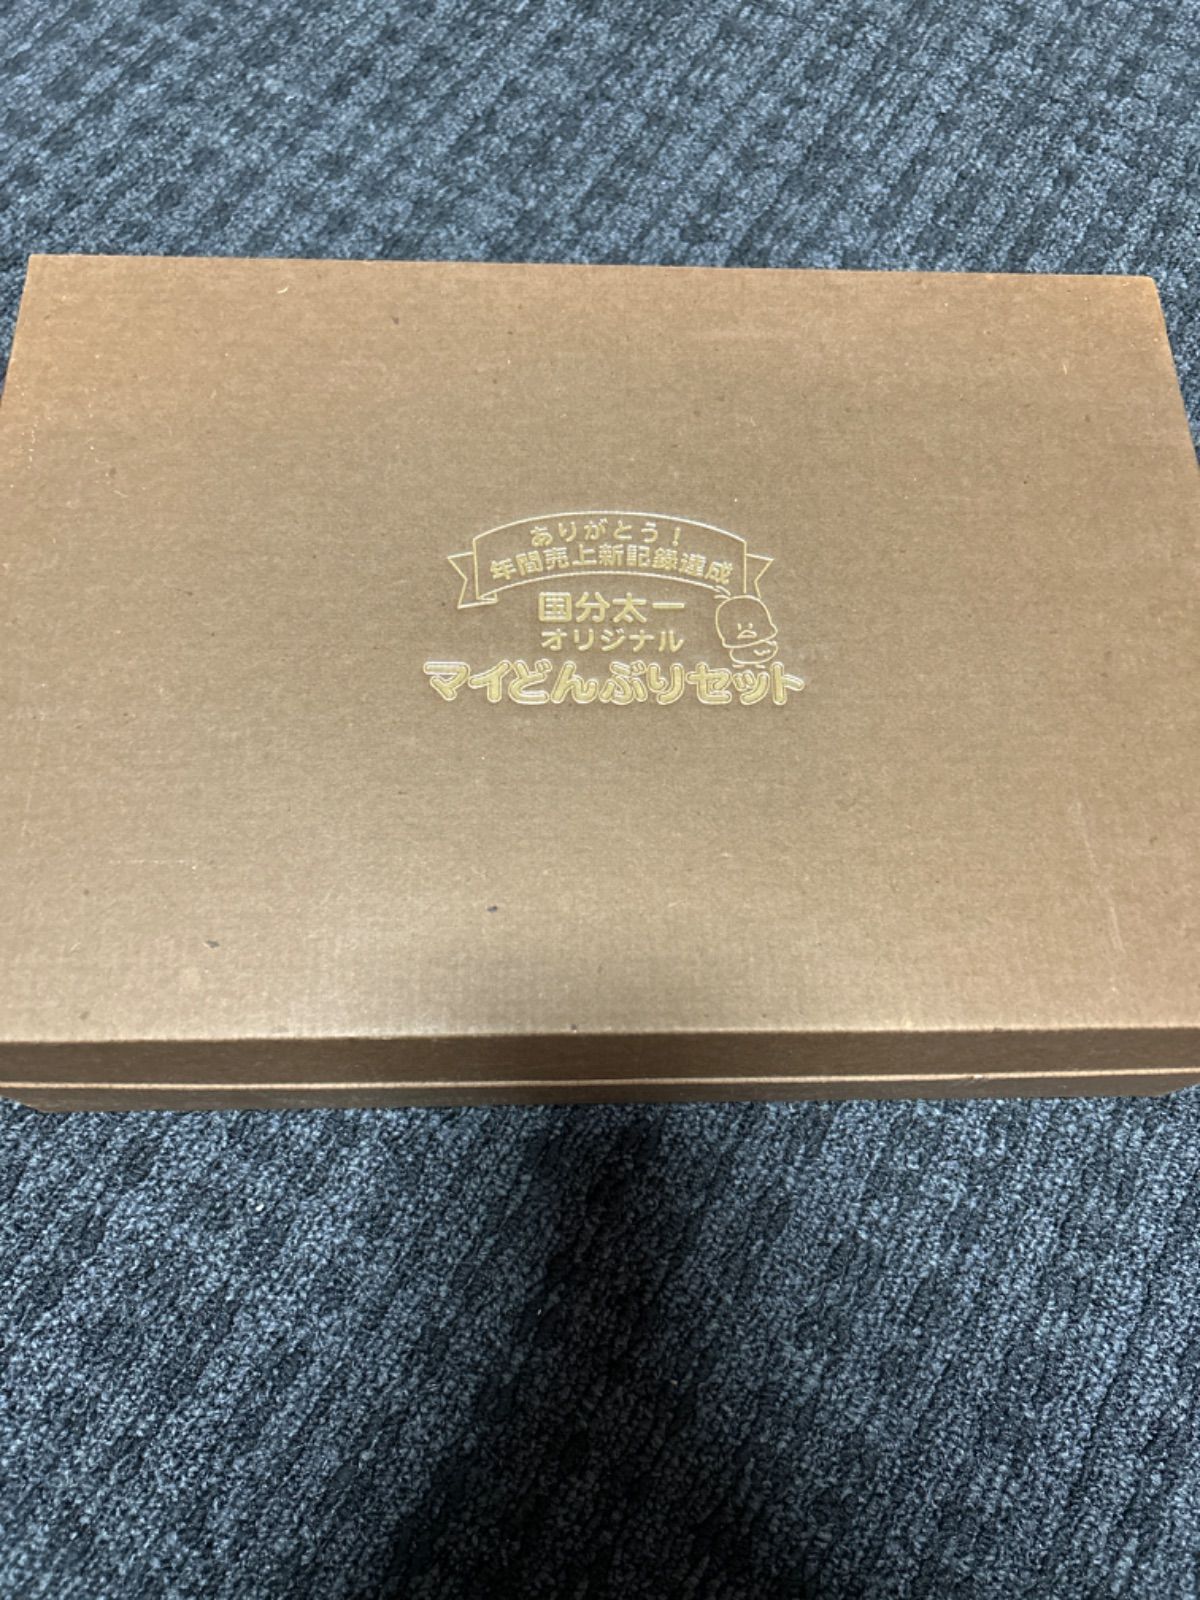 ありがとう！
年間売上新記録達成
国分太一
オリジナル
マイどんぶりセット